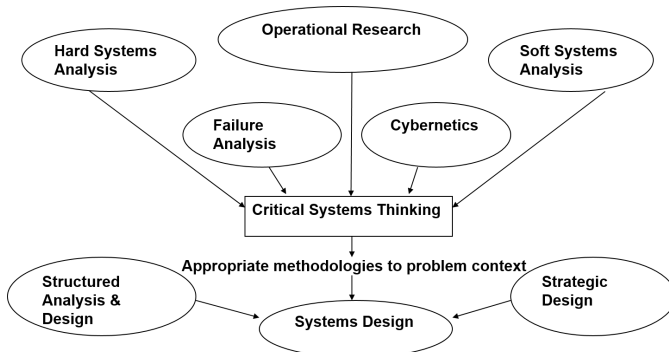 Operational Research
Hard Systems
Analysis
Soft Systems
Analysis
Failure
Analysis
Cybernetics
Critical Systems Thinking
Appropriate methodologies to problem context
Structured
Analysis &
Design
Strategic
Design
Systems Design